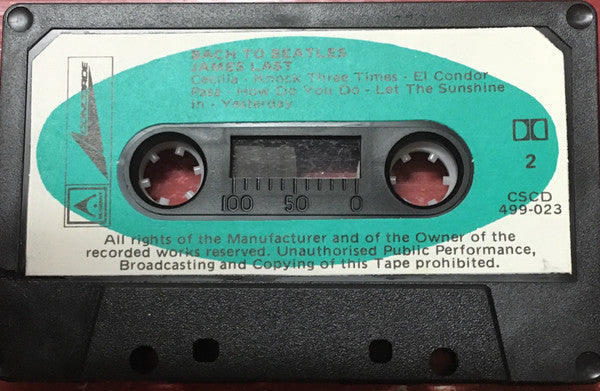 BACH TO BEATLES
JAMES LAST
Cecilia - Knock Three Times - El Condor
Pasa - How Do You Do - Let The Sunshine
In - Yesterday
2
100 50 0
CSCD
499-023
All rights of the Manufacturer and of the Owner of the
recorded works reserved. Unauthorised Public Performance,
Broadcasting and Copying of this Tape prohibited.